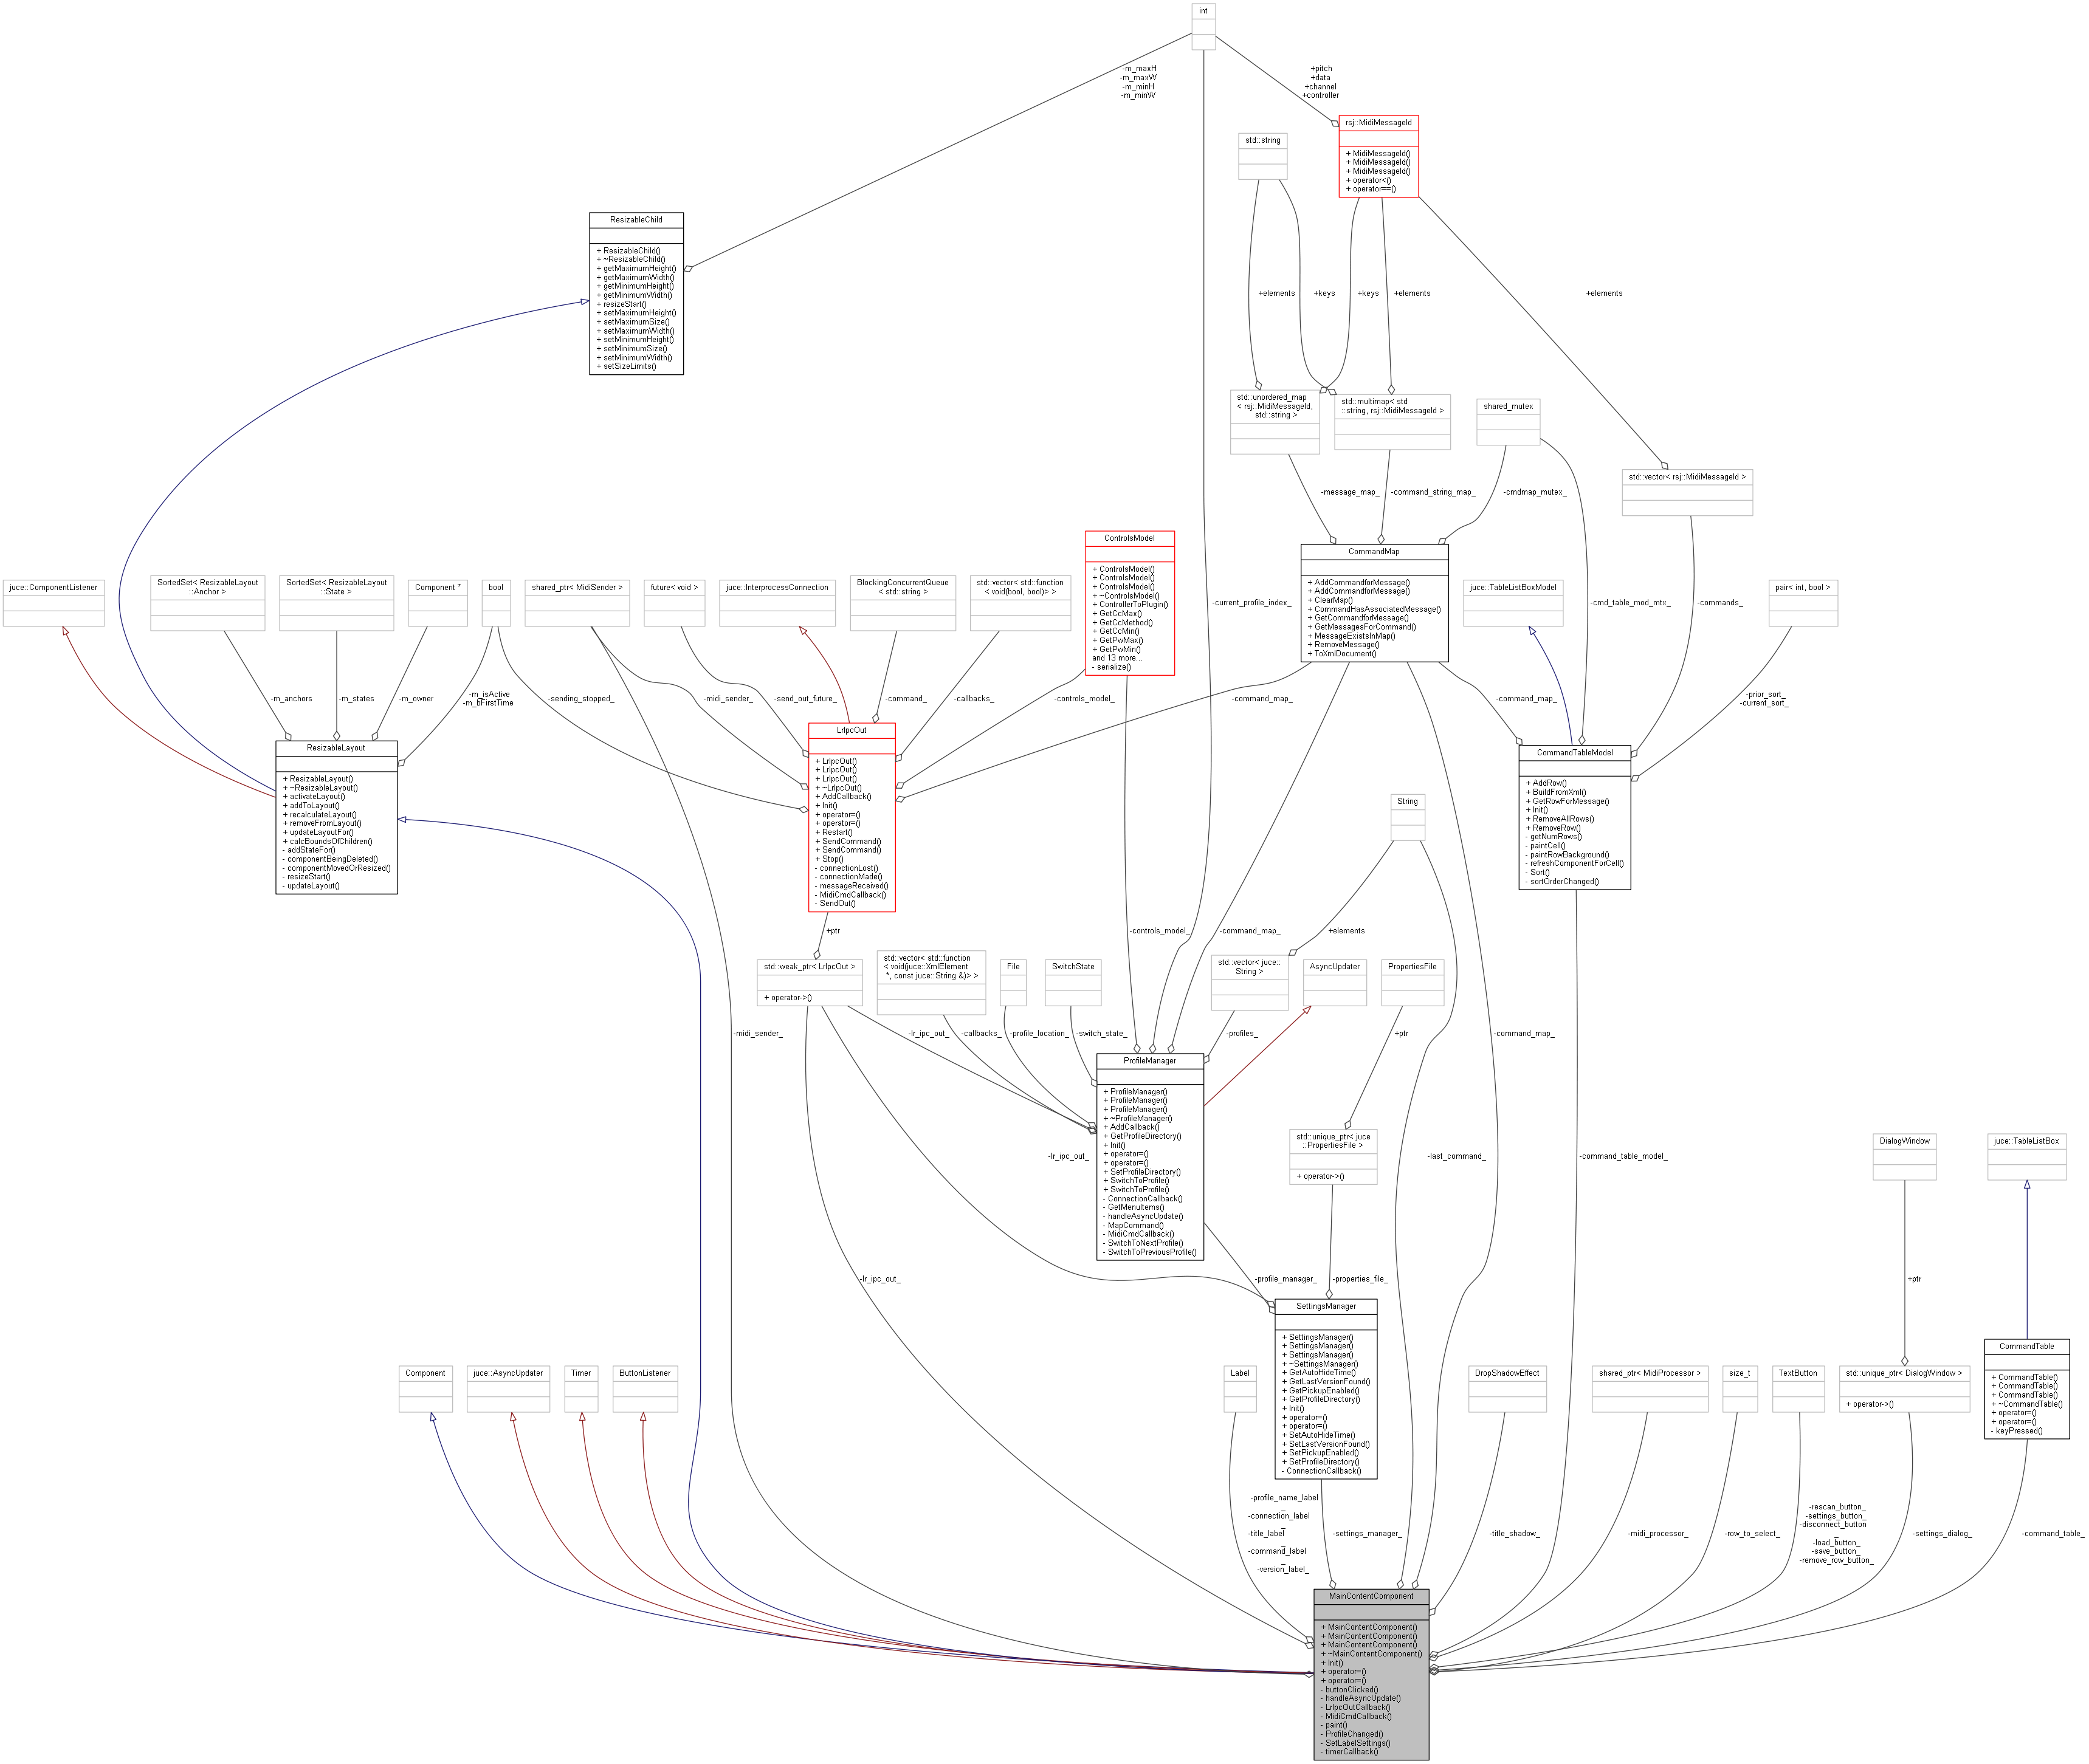 int
-m_maxH
-m_maxW
-m_minH
-m_minW
+pitch
+data
+channel
+controller
rsj::MidiMessageId
+ MidiMessageId()
+ MidiMessageId()
+ MidiMessageId()
+ operator<()
+ operator==()
std::string
ResizableChild
+ ResizableChild()
+ ~ResizableChild()
+ getMaximumHeight()
+ getMaximumWidth()
+ getMinimumHeight()
+ getMinimumWidth()
+ resizeStart()
+ setMaximumHeight()
+ setMaximumSize()
+ setMaximumWidth()
+ setMinimumHeight()
+ setMinimumSize()
+ setMinimumWidth()
+ setSizeLimits()
+elements
+keys
+keys
+elements
+elements
std::unordered_map
< rsj::MidiMessageId,
std::string >
std::multimap< std
::string, rsj::MidiMessageId >
shared_mutex
std::vector< rsj::MidiMessageId >
-message_map_
-command_string_map_
-cmdmap_mutex_
ControlsModel
+ ControlsModel()
+ ControlsModel()
+ ControlsModel()
+ ~ControlsModel()
+ ControllerToPlugin()
+ GetCcMax()
+ GetCcMethod()
+ GetCcMin()
+ GetPwMax()
+ GetPwMin()
and 13 more...
- serialize()
CommandMap
+ AddCommandforMessage()
+ AddCommandforMessage()
+ ClearMap()
+ CommandHasAssociatedMessage()
+ GetCommandforMessage()
+ GetMessagesForCommand()
+ MessageExistsInMap()
+ RemoveMessage()
+ ToXmlDocument()
-current_profile_index_
-cmd_table_mod_mtx_
-commands_
juce::ComponentListener
SortedSet< ResizableLayout
::Anchor >
SortedSet< ResizableLayout
::State >
Component *
bool
shared_ptr< MidiSender >
future< void >
juce::InterprocessConnection
BlockingConcurrentQueue
< std::string >
std::vector< std::function
< void(bool, bool)> >
juce::TableListBoxModel
pair< int, bool >
-m_anchors
-m_states
-m_owner
-m_isActive
-m_bFirstTime
-sending_stopped_
-midi_sender_
-send_out_future_
-command_
-callbacks_
-controls_model_
-command_map_
-command_map_
-prior_sort_
-current_sort_
ResizableLayout
+ ResizableLayout()
+ ~ResizableLayout()
+ activateLayout()
+ addToLayout()
+ recalculateLayout()
+ removeFromLayout()
+ updateLayoutFor()
+ calcBoundsOfChildren()
- addStateFor()
- componentBeingDeleted()
- componentMovedOrResized()
- resizeStart()
- updateLayout()
LrIpcOut
+ LrIpcOut()
+ LrIpcOut()
+ LrIpcOut()
+ ~LrIpcOut()
+ AddCallback()
+ Init()
+ operator=()
+ operator=()
+ Restart()
+ SendCommand()
+ SendCommand()
+ Stop()
- connectionLost()
- connectionMade()
- messageReceived()
- MidiCmdCallback()
- SendOut()
CommandTableModel
+ AddRow()
+ BuildFromXml()
+ GetRowForMessage()
+ Init()
+ RemoveAllRows()
+ RemoveRow()
- getNumRows()
- paintCell()
- paintRowBackground()
- refreshComponentForCell()
- Sort()
- sortOrderChanged()
String
+ptr
-controls_model_
-command_map_
+elements
std::weak_ptr< LrIpcOut >
+ operator->()
std::vector< std::function
< void(juce::XmlElement
*, const juce::String &)> >
File
SwitchState
std::vector< juce::
String >
AsyncUpdater
PropertiesFile
-midi_sender_
-lr_ipc_out_
-callbacks_
-profile_location_
-switch_state_
-profiles_
+ptr
-command_map_
ProfileManager
+ ProfileManager()
+ ProfileManager()
+ ProfileManager()
+ ~ProfileManager()
+ AddCallback()
+ GetProfileDirectory()
+ Init()
+ operator=()
+ operator=()
+ SetProfileDirectory()
+ SwitchToProfile()
+ SwitchToProfile()
- ConnectionCallback()
- GetMenuItems()
- handleAsyncUpdate()
- MapCommand()
- MidiCmdCallback()
- SwitchToNextProfile()
- SwitchToPreviousProfile()
std::unique_ptr< juce
::PropertiesFile >
+ operator->()
-lr_ipc_out_
-last_command_
-command_table_model_
DialogWindow
juce::TableListBox
-lr_ipc_out_
-profile_manager_
-properties_file_
+ptr
SettingsManager
+ SettingsManager()
+ SettingsManager()
+ SettingsManager()
+ ~SettingsManager()
+ GetAutoHideTime()
+ GetLastVersionFound()
+ GetPickupEnabled()
+ GetProfileDirectory()
+ Init()
+ operator=()
+ operator=()
+ SetAutoHideTime()
+ SetLastVersionFound()
+ SetPickupEnabled()
+ SetProfileDirectory()
- ConnectionCallback()
CommandTable
+ CommandTable()
+ CommandTable()
+ CommandTable()
+ ~CommandTable()
+ operator=()
+ operator=()
- keyPressed()
Component
juce::AsyncUpdater
Timer
ButtonListener
Label
DropShadowEffect
shared_ptr< MidiProcessor >
size_t
TextButton
std::unique_ptr< DialogWindow >
+ operator->()
-profile_name_label
_
-connection_label
_
-title_label
_
-command_label
_
-version_label_
-settings_manager_
-title_shadow_
-midi_processor_
-row_to_select_
-rescan_button_
-settings_button_
-disconnect_button
_
-load_button_
-save_button_
-remove_row_button_
-settings_dialog_
-command_table_
MainContentComponent
+ MainContentComponent()
+ MainContentComponent()
+ MainContentComponent()
+ ~MainContentComponent()
+ Init()
+ operator=()
+ operator=()
- buttonClicked()
- handleAsyncUpdate()
- LrIpcOutCallback()
- MidiCmdCallback()
- paint()
- ProfileChanged()
- SetLabelSettings()
- timerCallback()